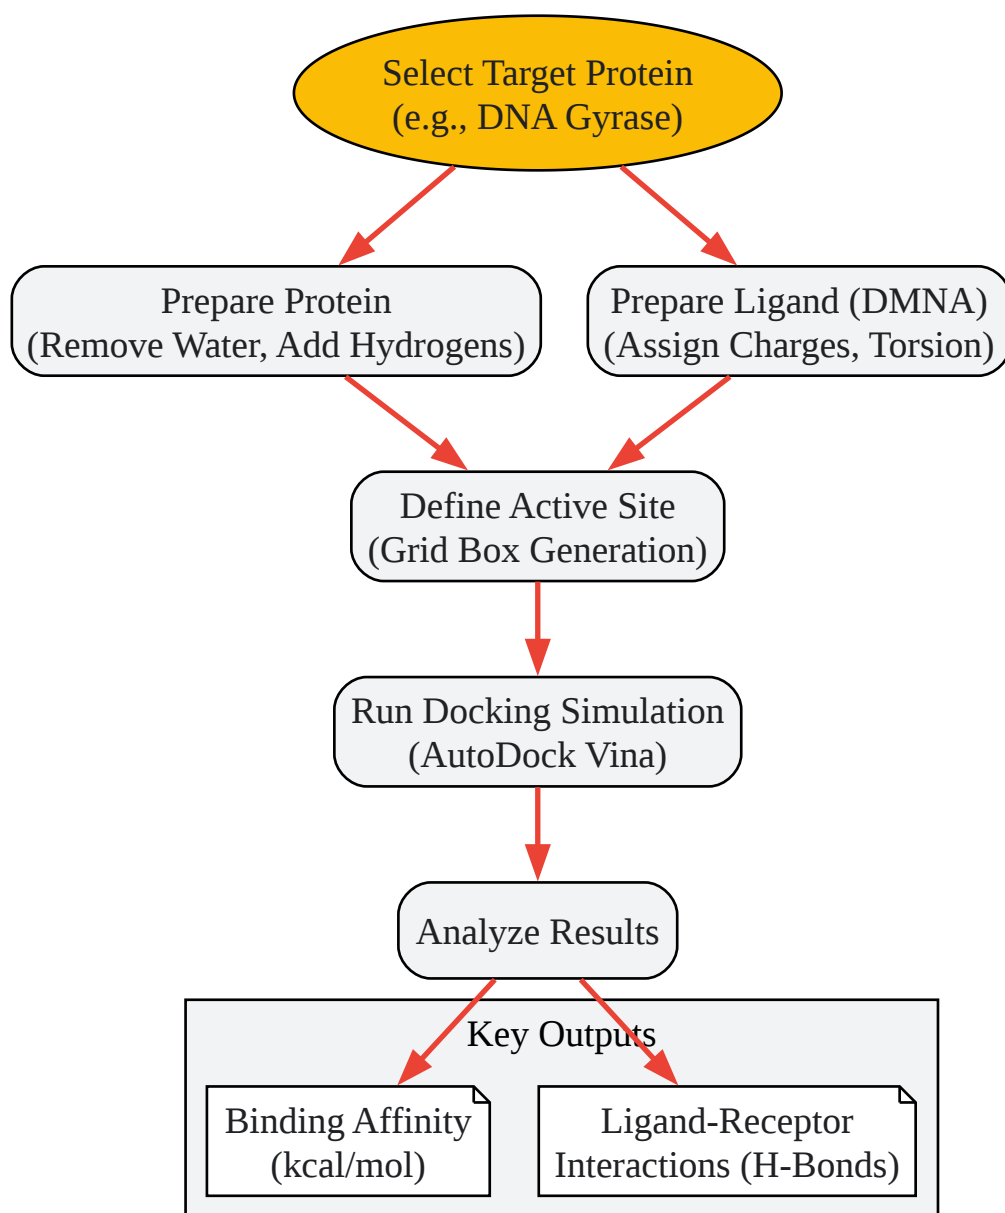 Select Target Protein
(e.g., DNA Gyrase)
Prepare Protein
(Remove Water, Add Hydrogens)
Prepare Ligand (DMNA)
(Assign Charges, Torsion)
Define Active Site
(Grid Box Generation)
Run Docking Simulation
(AutoDock Vina)
Analyze Results
Key Outputs
Binding Affinity
(kcal/mol)
Ligand-Receptor
Interactions (H-Bonds)